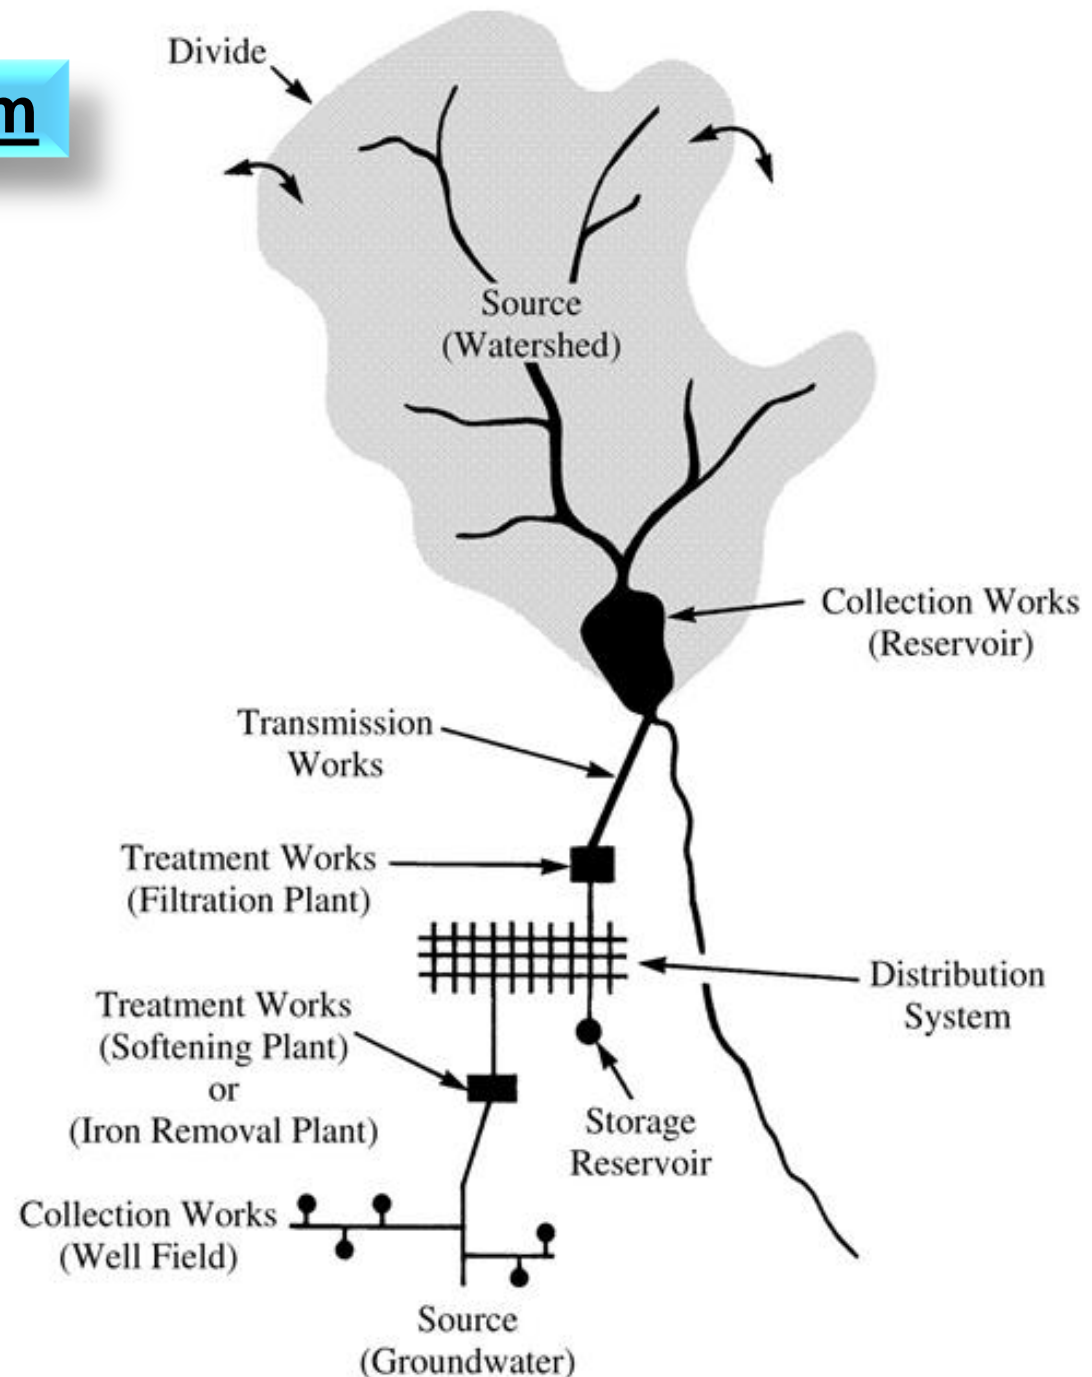 Divide
m
Source
(Watershed)
Collection Works
(Reservoir)
Transmission
Works
Treatment Works
(Filtration Plant)
Distribution
System
Treatment Works
(Softening Plant)
or
(Iron Removal Plant)
Storage
Reservoir
Collection Works
(Well Field)
Source
(Groundwater)